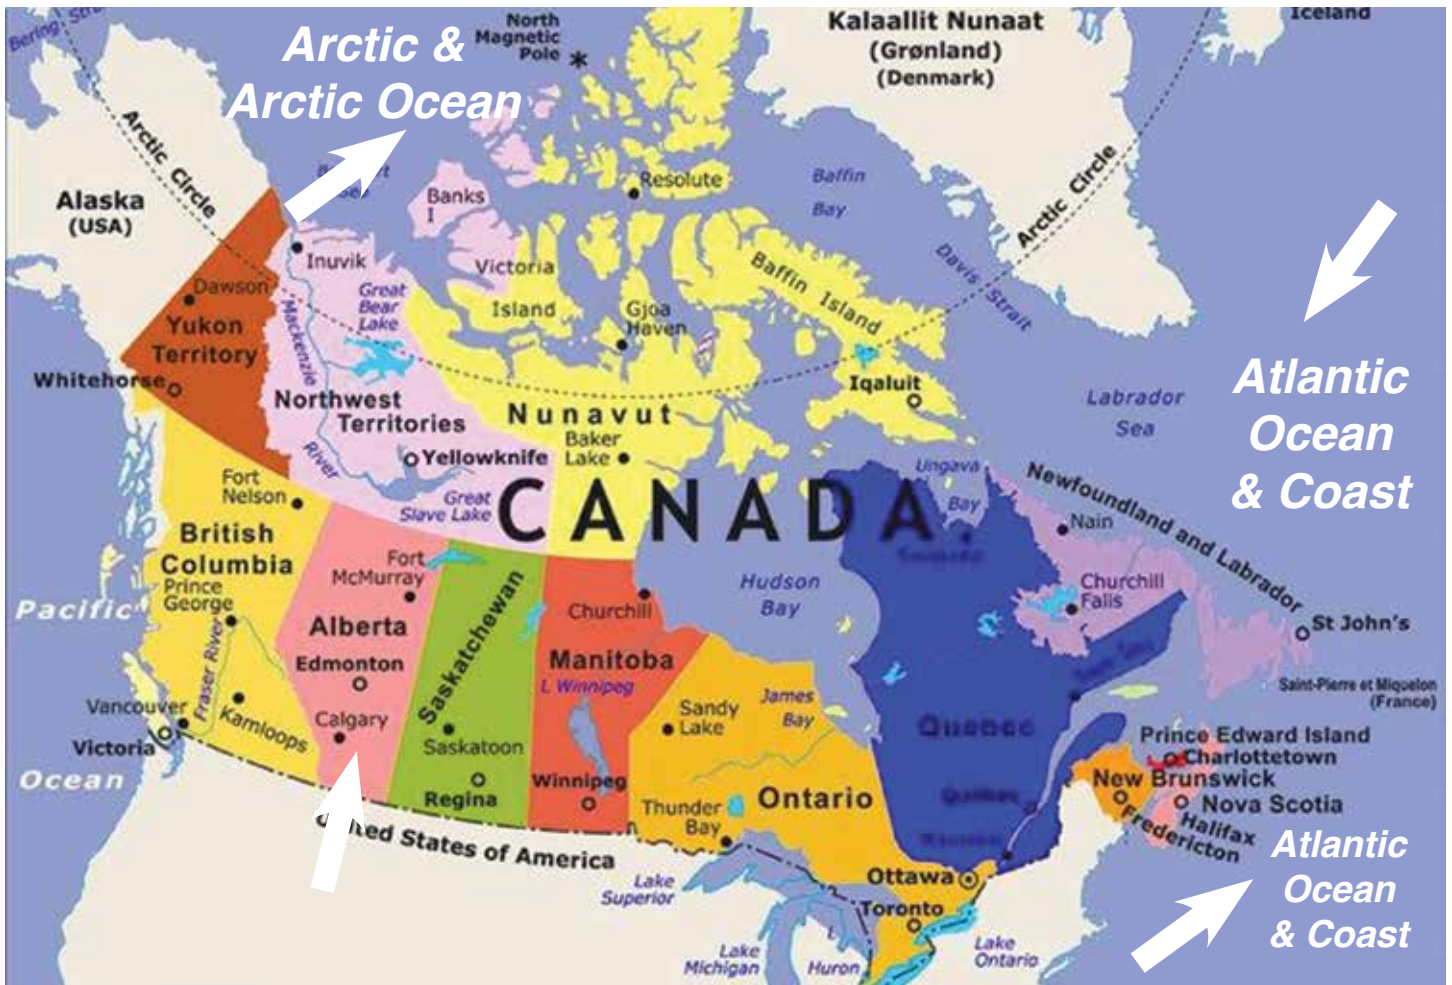 Bering
North
Magnetic
Pole
Kalaallit Nunaat
(Grønland)
(Denmark)
Iceland
Arctic &
Arctic Ocean
Arctic Circle
Alaska
(USA)
Banks
I
Resolute
Baffin
Bay
Arctic Circle
Davis Strait
Inuvik
Victoria
Island
Gjoa
Haven
Baffin Island
Great
Bear
Lake
Dawson
Yukon
Territory
Mackenzie
River
Whitehorse
Northwest
Territories
Nunavut
Baker
Lake
Iqaluit
Labrador
Sea
Atlantic
Ocean
& Coast
Yellowknife
Great
Slave Lake
Fort
Nelson
CANADA
Ungava
Bay
Nain
Newfoundland and Labrador
British
Columbia
Prince
George
Fort
McMurray
Saskatchewan
Churchill
Hudson
Bay
Churchill
Falls
St John's
Pacific
Ocean
Alberta
Edmonton
Calgary
Manitoba
L Winnipeg
Fraser River
Kamloops
Vancouver
Victoria
Saskatoon
Regina
Winnipeg
Sandy
Lake
James
Bay
Quebec
Saint-Pierre et Miquelon
(France)
Prince Edward Island
Charlottetown
New Brunswick
Nova Scotia
Halifax
Fredericton
Thunder
Bay
Ontario
States of America
Lake
Superior
Ottawa
Toronto
Lake
Michigan
L
Huron
Lake
Ontario
Atlantic
Ocean
& Coast